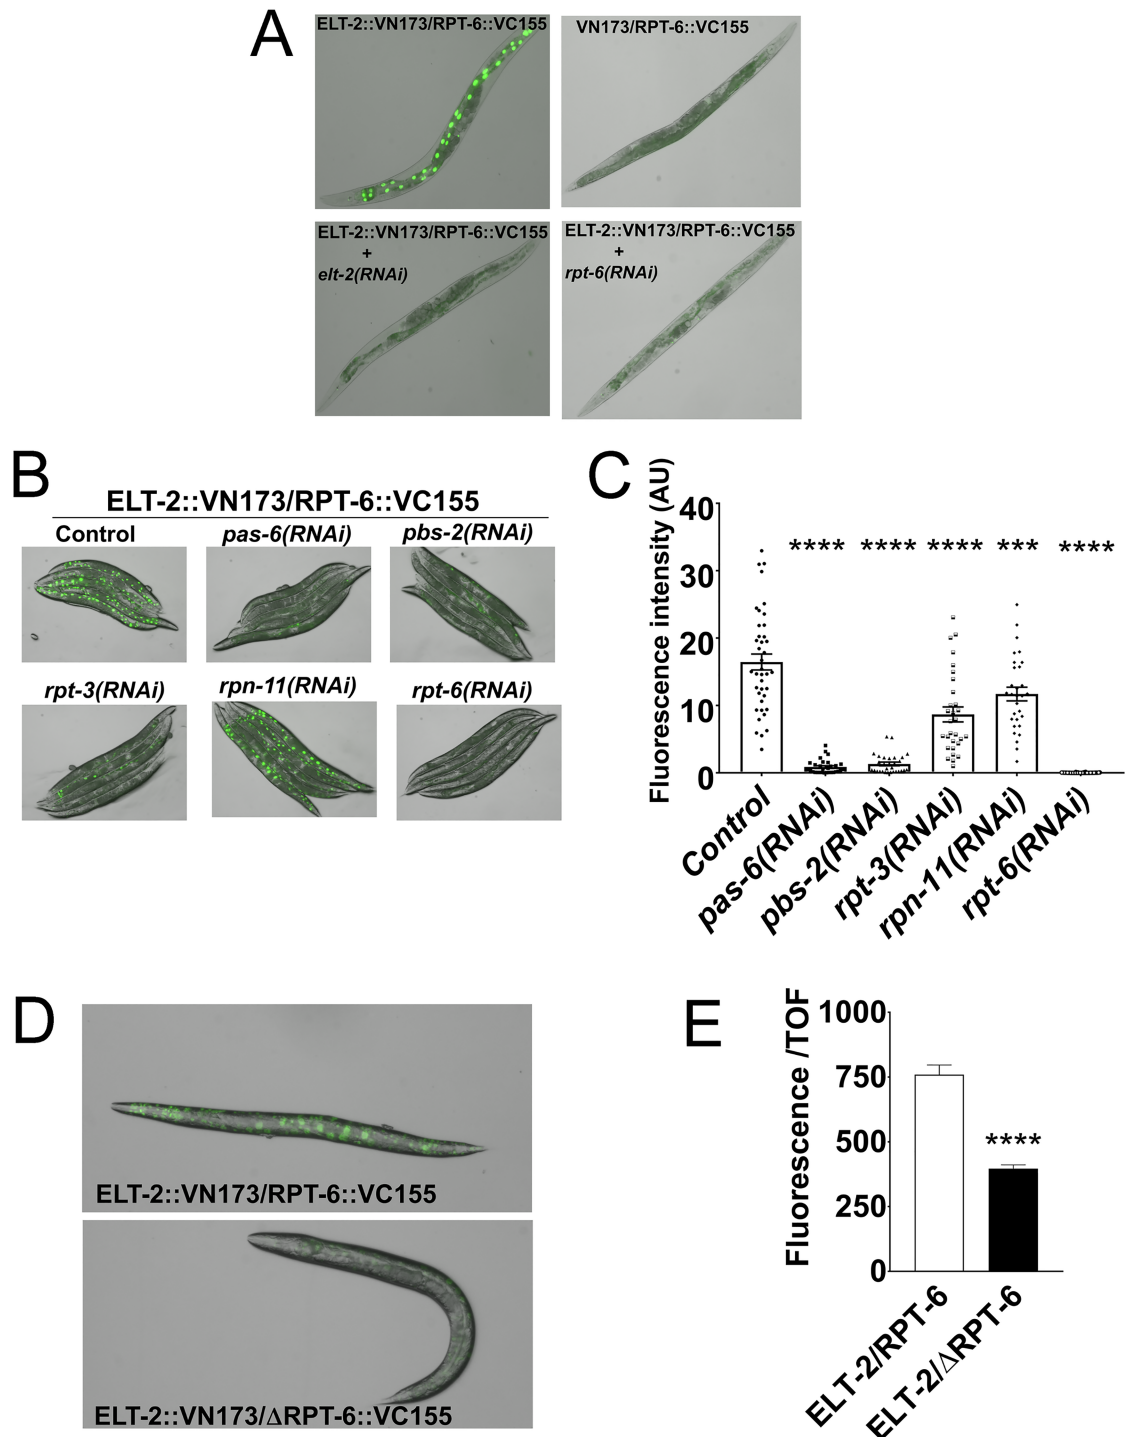 A
ELT-2::VN173/RPT-6::VC155
VN173/RPT-6::VC155
ELT-2::VN173/RPT-6::VC155
+
elt-2(RNAi)
ELT-2::VN173/RPT-6::VC155
+
rpt-6(RNAi)
B
ELT-2::VN173/RPT-6::VC155
Control
pas-6(RNAi)
pbs-2(RNAi)
rpt-3(RNAi)
rpn-11(RNAi)
rpt-6(RNAi)
C
Fluorescence intensity (AU)
40
30
20
10
0
**** **** **** *** ****
Control
pas-6(RNAi)
pbs-2(RNAi)
rpt-3(RNAi)
rpn-11(RNAi)
rpt-6(RNAi)
D
ELT-2::VN173/RPT-6::VC155
ELT-2::VN173/ΔRPT-6::VC155
E
Fluorescence /TOF
1000
750
500
250
0
****
ELT-2/RPT-6
ELT-2/ΔRPT-6